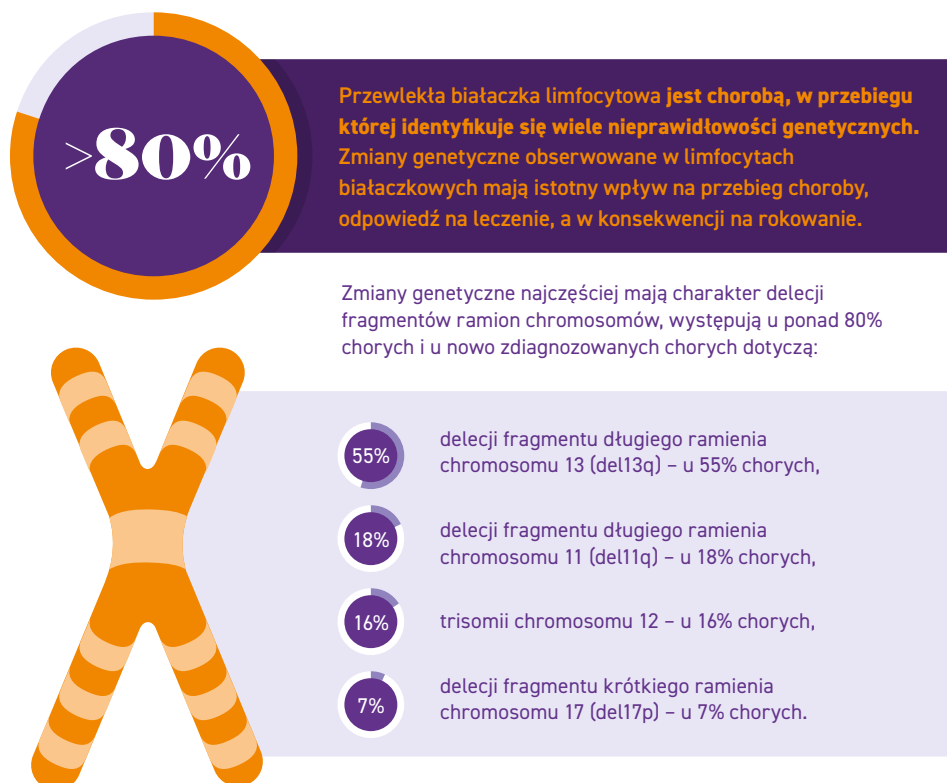 >80%
Przewlekła białaczka limfocytowa jest chorobą, w przebiegu
której identyfikuje się wiele nieprawidłowości genetycznych.
Zmiany genetyczne obserwowane w limfocytach
białaczkowych mają istotny wpływ na przebieg choroby,
odpowiedź na leczenie, a w konsekwencji na rokowanie.
Zmiany genetyczne najczęściej mają charakter delecji
fragmentów ramion chromosomów, występują u ponad 80%
chorych i u nowo zdiagnozowanych chorych dotyczą:
55%
delecji fragmentu długiego ramienia
chromosomu 13 (del13q) – u 55% chorych,
18%
delecji fragmentu długiego ramienia
chromosomu 11 (del11q) – u 18% chorych,
16%
trisomii chromosomu 12 – u 16% chorych,
7%
delecji fragmentu krótkiego ramienia
chromosomu 17 (del17p) – u 7% chorych.